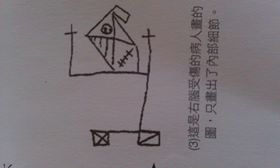 (3)這是右腦受傷的病人畫的
圖，只畫出了內部細節。